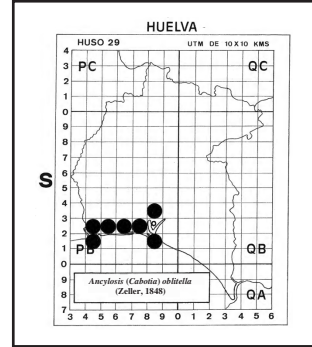 HUELVA
HUSO 29 UTM DE 10 X 10 KMS
4
3 PC QC
2
1
0
9
8
7
6
5
S
4
3
2
1 PB QB
0
9
8 QA
7
Ancylosis (Cabotia) oblitella
(Zeller, 1848)
3 4 5 6 7 8 9 0 1 2 3 4 5 6